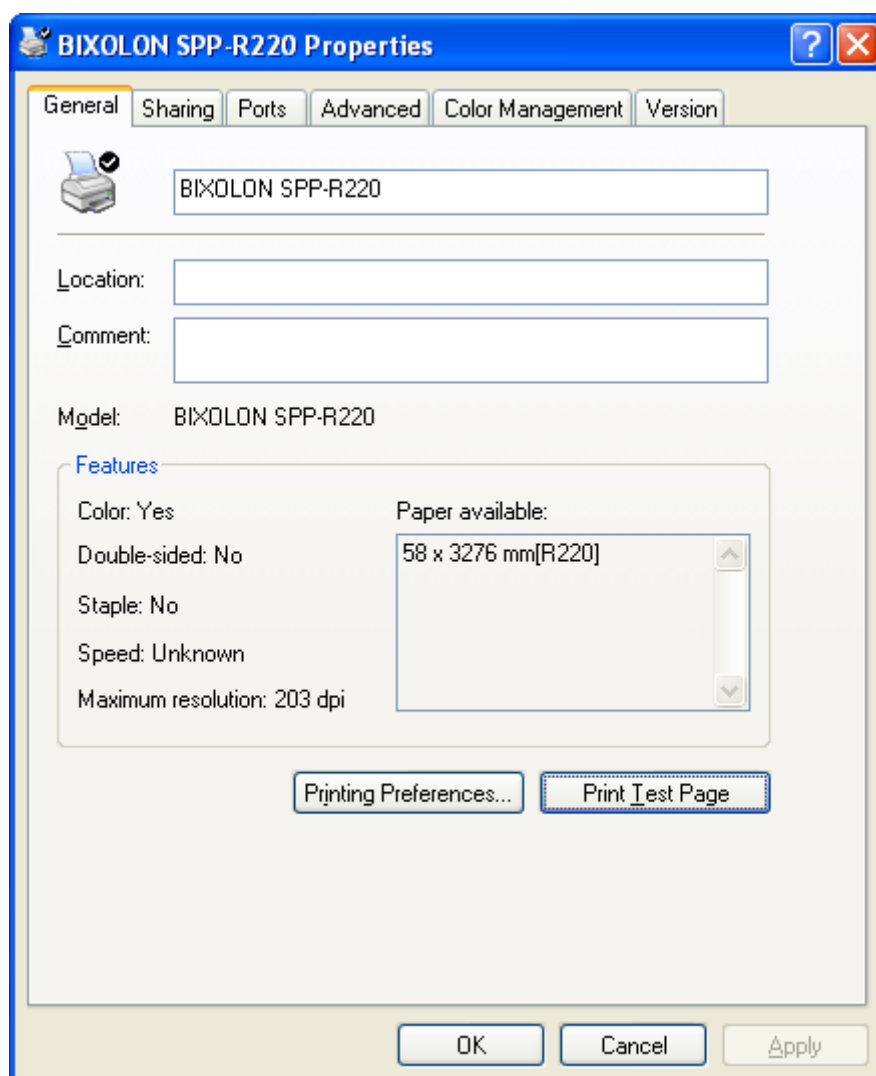 BIXOLON SPP-R220 Properties
General Sharing Ports Advanced Color Management Version
BIXOLON SPP-R220
Location:
Comment:
Model: BIXOLON SPP-R220
Features
Color: Yes Paper available:
58 x 3276 mm[R220]
Double-sided: No
Staple: No
Speed: Unknown
Maximum resolution: 203 dpi
Printing Preferences... Print Test Page
OK Cancel Apply